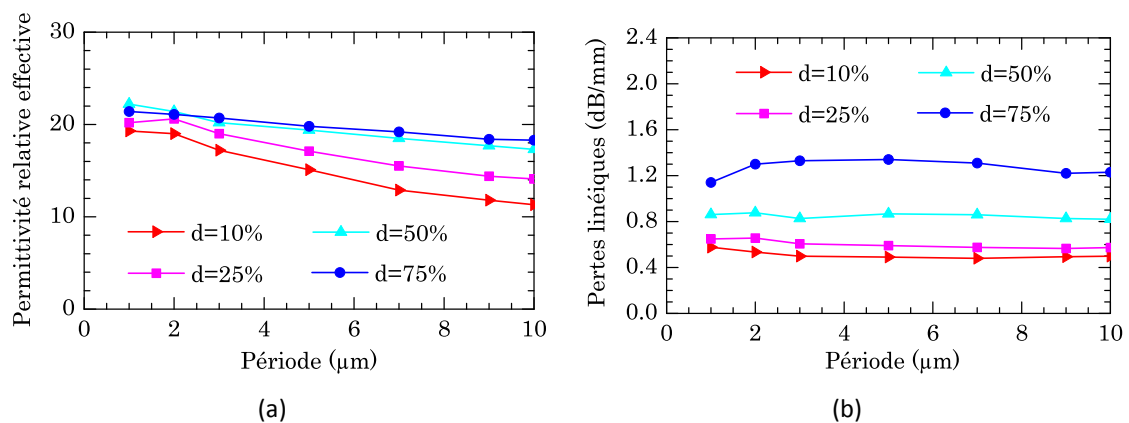 30
20
10
0
0
2
4
6
8
10
Permittivité relative effective
Période (µm)
d=10%
d=50%
d=25%
d=75%
(a)
2.4
2.0
1.6
1.2
0.8
0.4
0.0
0
2
4
6
8
10
Pertes linéiques (dB/mm)
Période (µm)
d=10%
d=50%
d=25%
d=75%
(b)